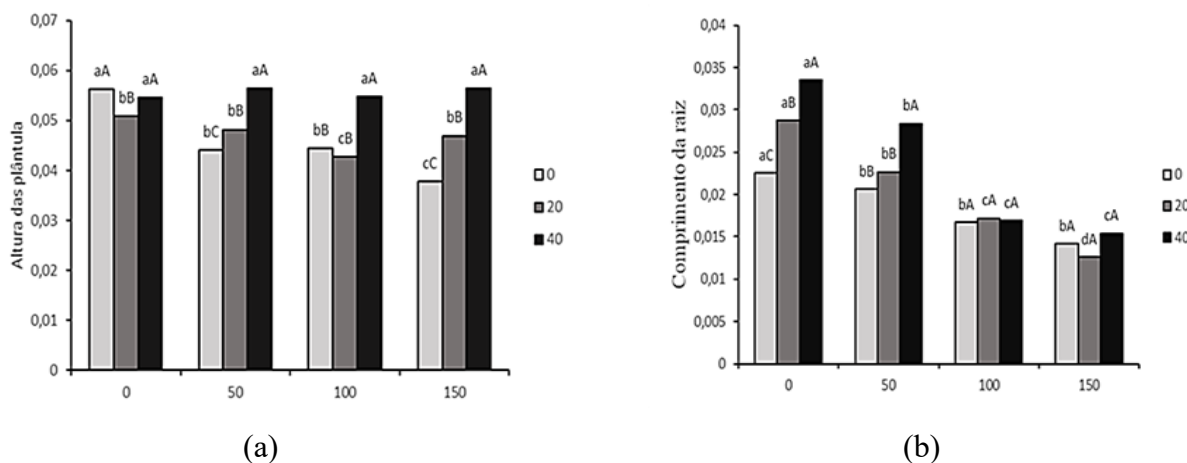 Altura das plântula
0,07
0,06
0,05
0,04
0,03
0,02
0,01
0
aA
bB
aA
bC
bB
aA
bB
cB
aA
cC
bB
aA
0
50
100
150
0
20
40
(a)
Comprimento da raiz
0,04
0,035
0,03
0,025
0,02
0,015
0,01
0,005
0
aC
aB
aA
bB
bB
bA
bA
cA
cA
bA
dA
cA
0
50
100
150
0
20
40
(b)